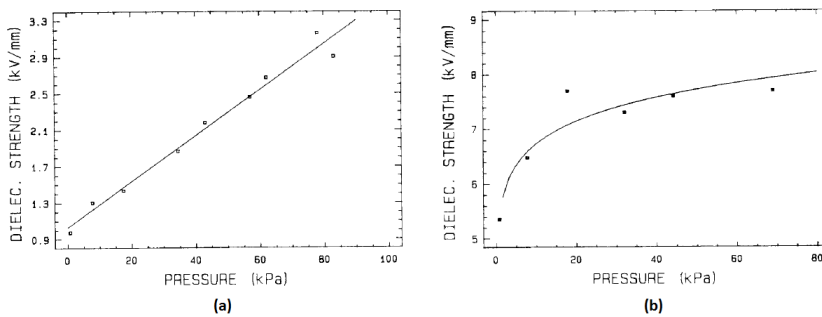 DIELEC. STRENGTH (kV/mm)
3.3
2.9
2.5
2.1
1.7
1.3
0.9
0 20 40 60 80 100
PRESSURE (kPa)
(a)
DIELEC. STRENGTH (kV/mm)
9
8
7
6
5
0 20 40 60 80
PRESSURE (kPa)
(b)